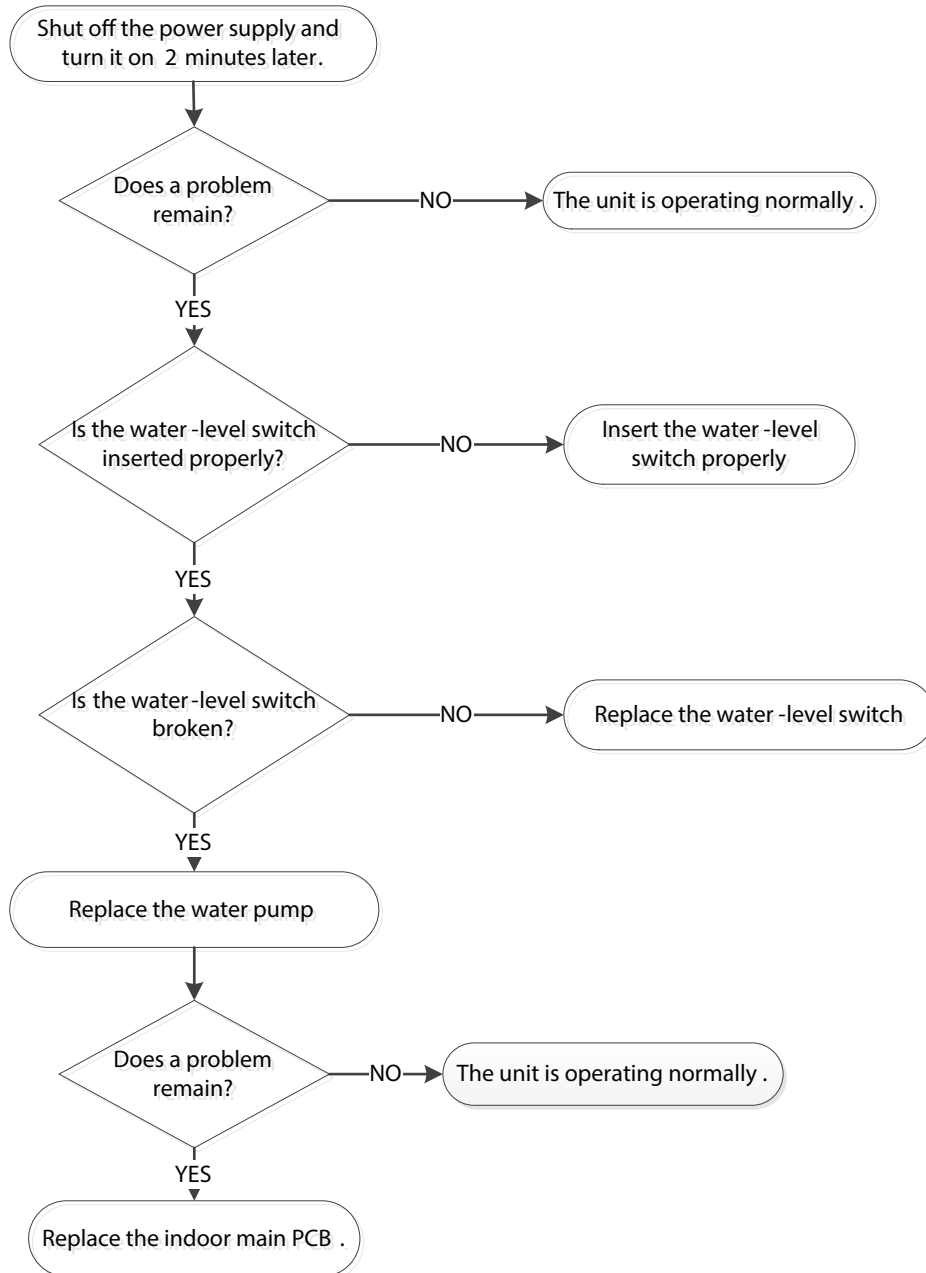 Shut off the power supply and
turn it on 2 minutes later.
Does a problem
remain?
NO
The unit is operating normally .
YES
Is the water -level switch
inserted properly?
NO
Insert the water -level
switch properly
YES
Is the water -level switch
broken?
NO
Replace the water -level switch
YES
Replace the water pump
Does a problem
remain?
NO
The unit is operating normally .
YES
Replace the indoor main PCB .